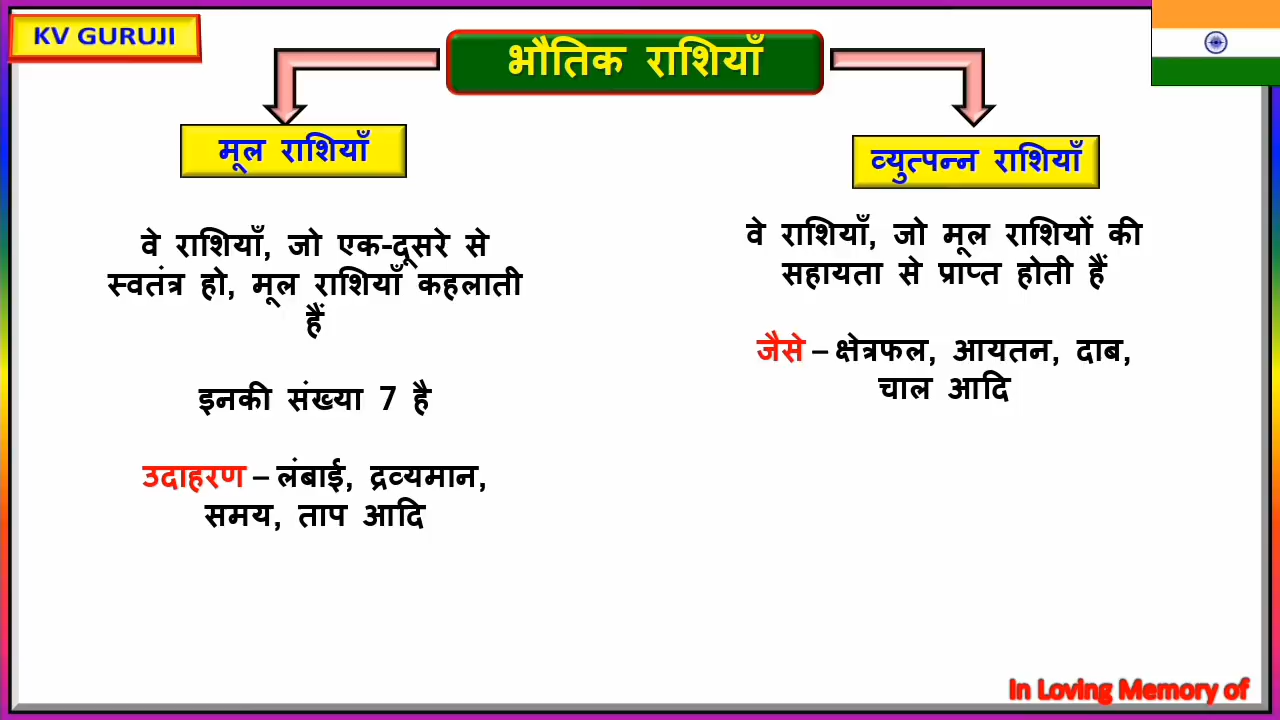 KV GURUJI
भौतिक राशियाँ
मूल राशियाँ
वे राशियाँ, जो एक-दूसरे से
स्वतंत्र हो, मूल राशियाँ कहलाती
हैं
इनकी संख्या 7 है
उदाहरण – लंबाई, द्रव्यमान,
समय, ताप आदि
व्युत्पन्न राशियाँ
वे राशियाँ, जो मूल राशियों की
सहायता से प्राप्त होती हैं
जैसे – क्षेत्रफल, आयतन, दाब,
चाल आदि
In Loving Memory of